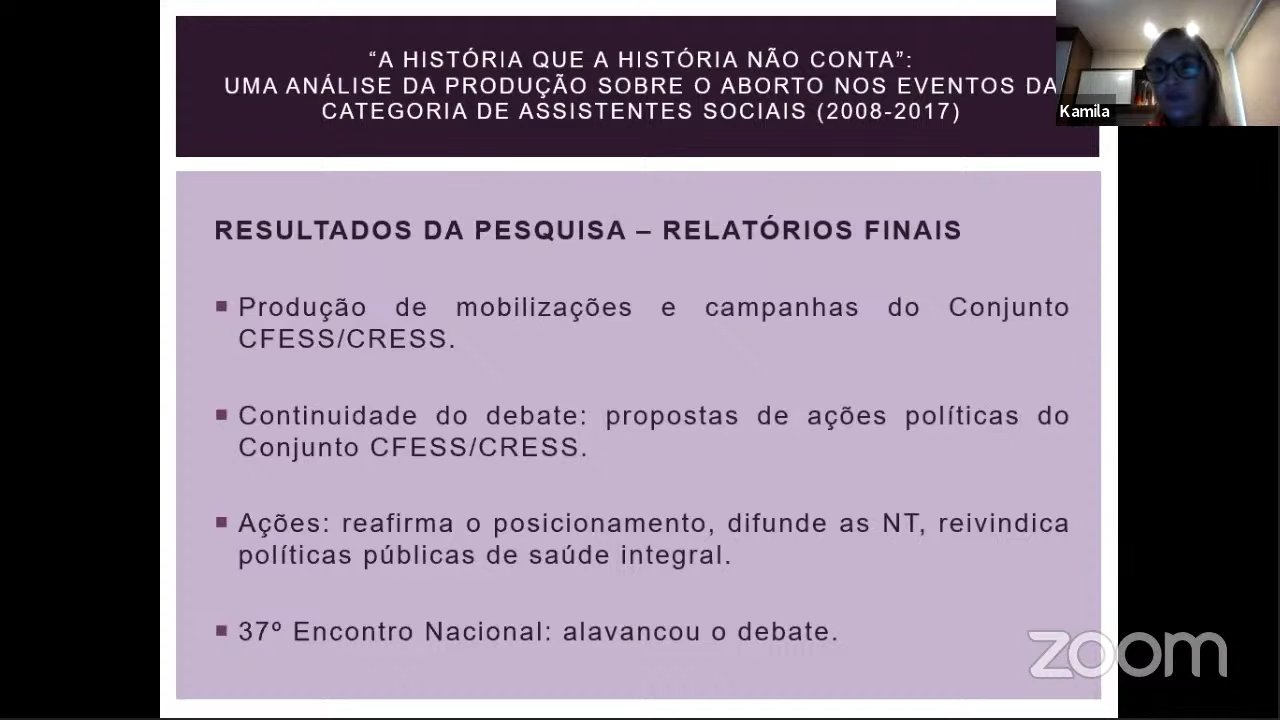 “A HISTÓRIA QUE A HISTÓRIA NÃO CONTA”:
UMA ANÁLISE DA PRODUÇÃO SOBRE O ABORTO NOS EVENTOS DA
CATEGORIA DE ASSISTENTES SOCIAIS (2008-2017)
Kamila
RESULTADOS DA PESQUISA – RELATÓRIOS FINAIS
Produção de mobilizações e campanhas do Conjunto
CFESS/CRESS.
Continuidade do debate: propostas de ações políticas do
Conjunto CFESS/CRESS.
Ações: reafirma o posicionamento, difunde as NT, reivindica
políticas públicas de saúde integral.
37º Encontro Nacional: alavancou o debate.
zoom